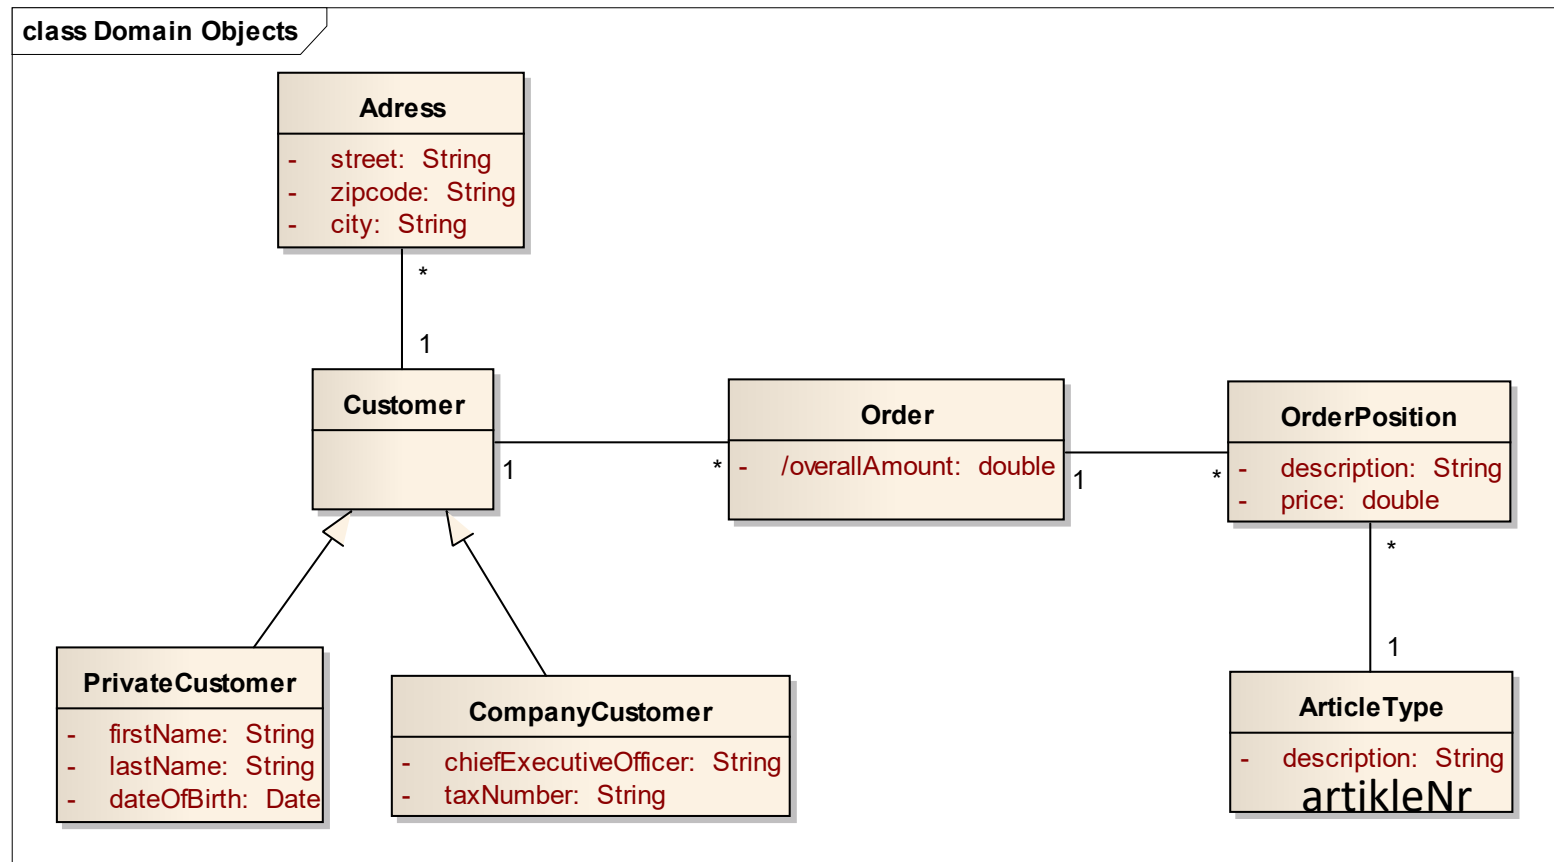 class Domain Objects
Adress
- street: String
- zipcode: String
- city: String
*
1
Customer
1
*
Order
- /overallAmount: double
1
*
OrderPosition
- description: String
- price: double
*
1
PrivateCustomer
- firstName: String
- lastName: String
- dateOfBirth: Date
CompanyCustomer
- chiefExecutiveOfficer: String
- taxNumber: String
ArticleType
- description: String
artikleNr